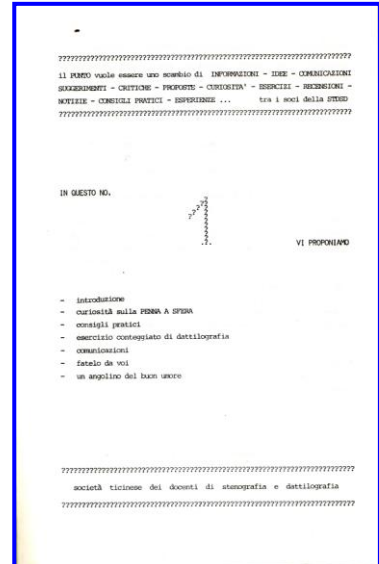 ????????????????????????????????????????????????????????????????????????
il PUNTO vuole essere uno scambio di INFORMAZIONI - IDEE - COMUNICAZIONI
SUGGERIMENTI - CRITICHE - PROPOSTE - CURIOSITA' - ESERCIZI - RECENSIONI -
NOTIZIE - CONSIGLI PRATICI - ESPERIENZE ... tra i soci della STDSD
????????????????????????????????????????????????????????????????????????
IN QUESTO NO.
1
VI PROPONIAMO
- introduzione
- curiosità sulla PENNA A SFERA
- consigli pratici
- esercizio conteggiato di dattilografia
- comunicazioni
- fatelo da voi
- un angolino del buon umore
????????????????????????????????????????????????????????????????????????
società ticinese dei docenti di stenografia e dattilografia
????????????????????????????????????????????????????????????????????????